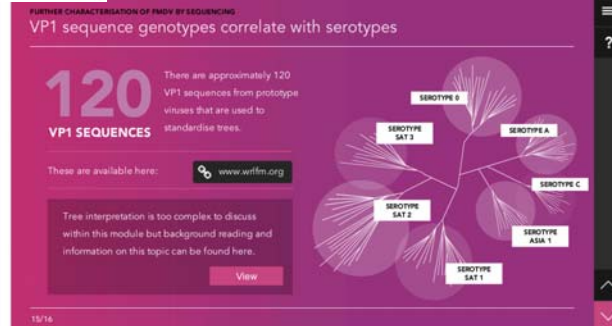 FURTHER CHARACTERISATION OF FMDV BY SEQUENCING
VP1 sequence genotypes correlate with serotypes
120
VP1 SEQUENCES
There are approximately 120
VP1 sequences from prototype
viruses that are used to
standardise trees.
These are available here:
www.wrlfm.org
Tree interpretation is too complex to discuss
within this module but background reading and
information on this topic can be found here.
View
SEROTYPE 0
SEROTYPE A
SEROTYPE
SAT 3
SEROTYPE C
SEROTYPE
SAT 2
SEROTYPE
ASIA 1
SEROTYPE
SAT 1
15/16
?